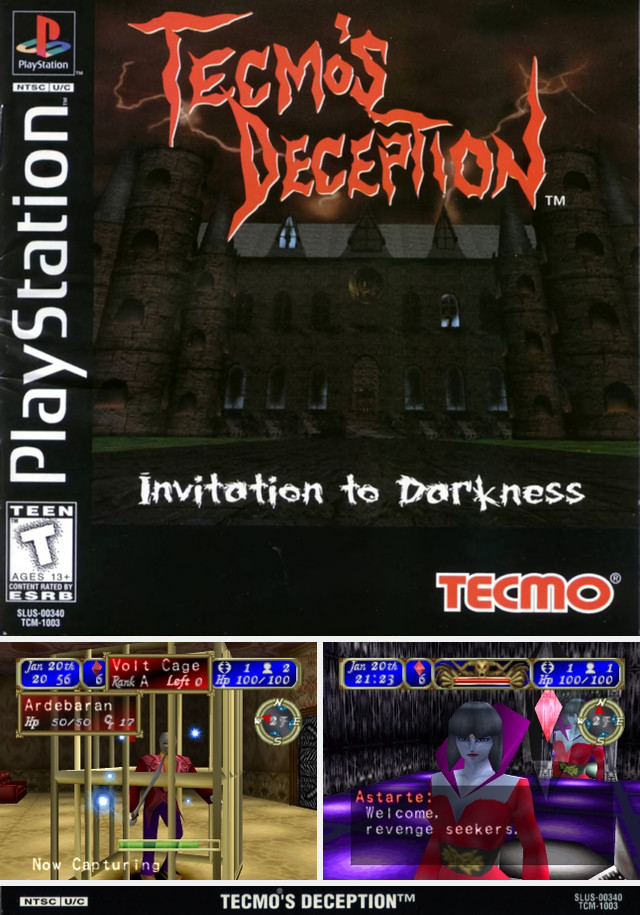 PlayStation
NTSC U/C
PlayStation
TECMO'S
DECEPTION™
Invitation to Darkness
TECMO®
TEEN
T
AGES 13+
CONTENT RATED BY
ESRB
SLUS-00340
TCM-1003
Jan 20th
20 56
6
Volt Cage
Rank A Left 0
1 2
Hp 100/100
Ardebaran
Hp 50/50 17
N
W 2F E
S
Now Capturing
Jan 20th
21:23
6
1 1
Hp 100/100
N
W 2F E
S
Astarte:
Welcome,
revenge seekers.
NTSC U/C
TECMO'S DECEPTION™
SLUS-00340
TCM-1003